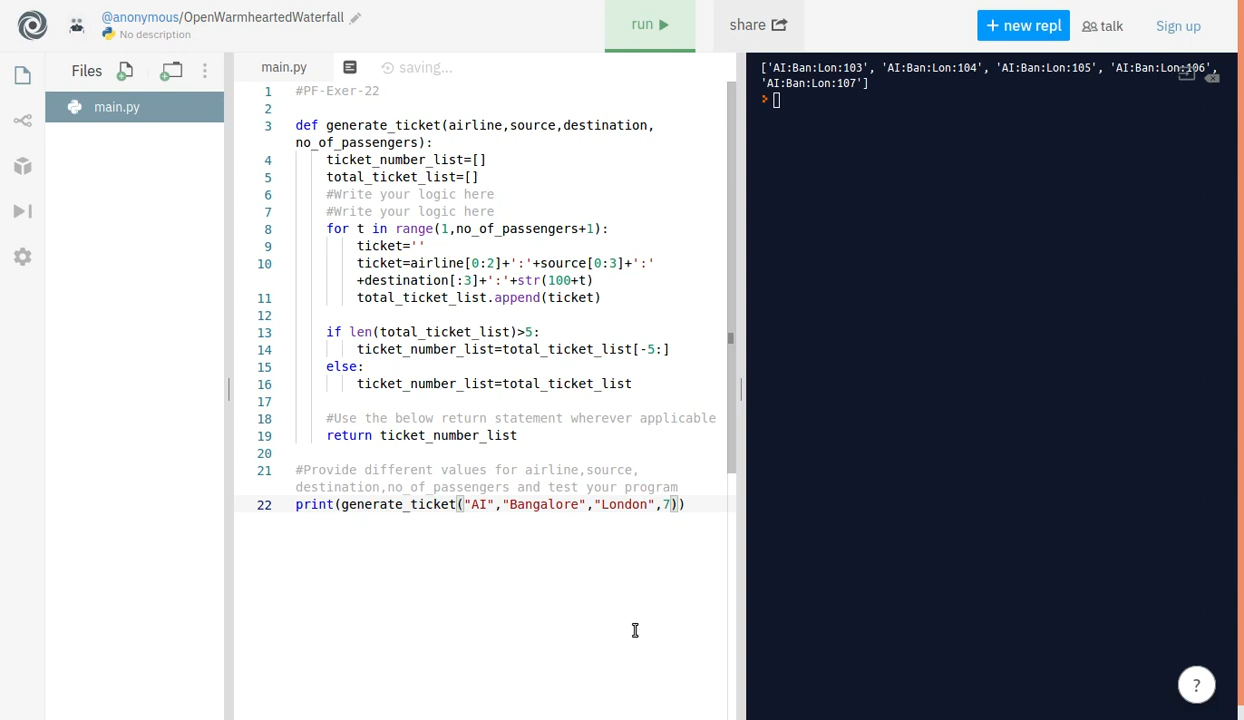 @anonymous/OpenWarmheartedWaterfall
No description
run
share
+ new repl
talk
Sign up
Files
main.py
main.py
saving...
1 #PF-Exer-22
2
3 def generate_ticket(airline,source,destination,
no_of_passengers):
4 ticket_number_list=[]
5 total_ticket_list=[]
6 #Write your logic here
7 #Write your logic here
8 for t in range(1,no_of_passengers+1):
9 ticket=''
10 ticket=airline[0:2]+':'+source[0:3]+':'
+destination[:3]+':'+str(100+t)
11 total_ticket_list.append(ticket)
12
13 if len(total_ticket_list)>5:
14 ticket_number_list=total_ticket_list[-5:]
15 else:
16 ticket_number_list=total_ticket_list
17
18 #Use the below return statement wherever applicable
19 return ticket_number_list
20
21 #Provide different values for airline,source,
destination,no_of_passengers and test your program
22 print(generate_ticket("AI","Bangalore","London",7))
['AI:Ban:Lon:103', 'AI:Ban:Lon:104', 'AI:Ban:Lon:105', 'AI:Ban:Lon:106',
'AI:Ban:Lon:107']
>
?